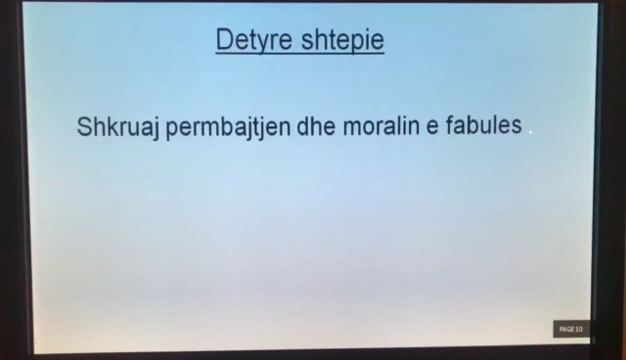 Detyre shtepie
Shkruaj permbajtjen dhe moralin e fabules .
PAGE 10